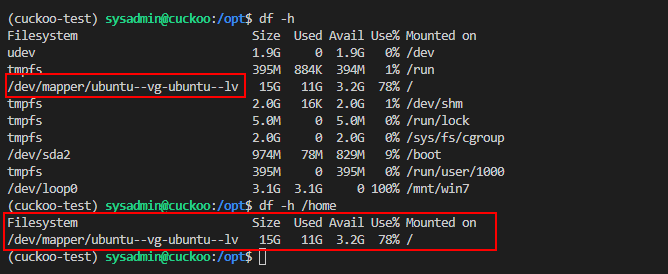 (cuckoo-test) sysadmin@cuckoo:/opt$ df -h
Filesystem Size Used Avail Use% Mounted on
udev 1.9G 0 1.9G 0% /dev
tmpfs 395M 884K 394M 1% /run
/dev/mapper/ubuntu--vg-ubuntu--lv 15G 11G 3.2G 78% /
tmpfs 2.0G 16K 2.0G 1% /dev/shm
tmpfs 5.0M 0 5.0M 0% /run/lock
tmpfs 2.0G 0 2.0G 0% /sys/fs/cgroup
/dev/sda2 974M 78M 829M 9% /boot
tmpfs 395M 0 395M 0% /run/user/1000
/dev/loop0 3.1G 3.1G 0 100% /mnt/win7
(cuckoo-test) sysadmin@cuckoo:/opt$ df -h /home
Filesystem Size Used Avail Use% Mounted on
/dev/mapper/ubuntu--vg-ubuntu--lv 15G 11G 3.2G 78% /
(cuckoo-test) sysadmin@cuckoo:/opt$